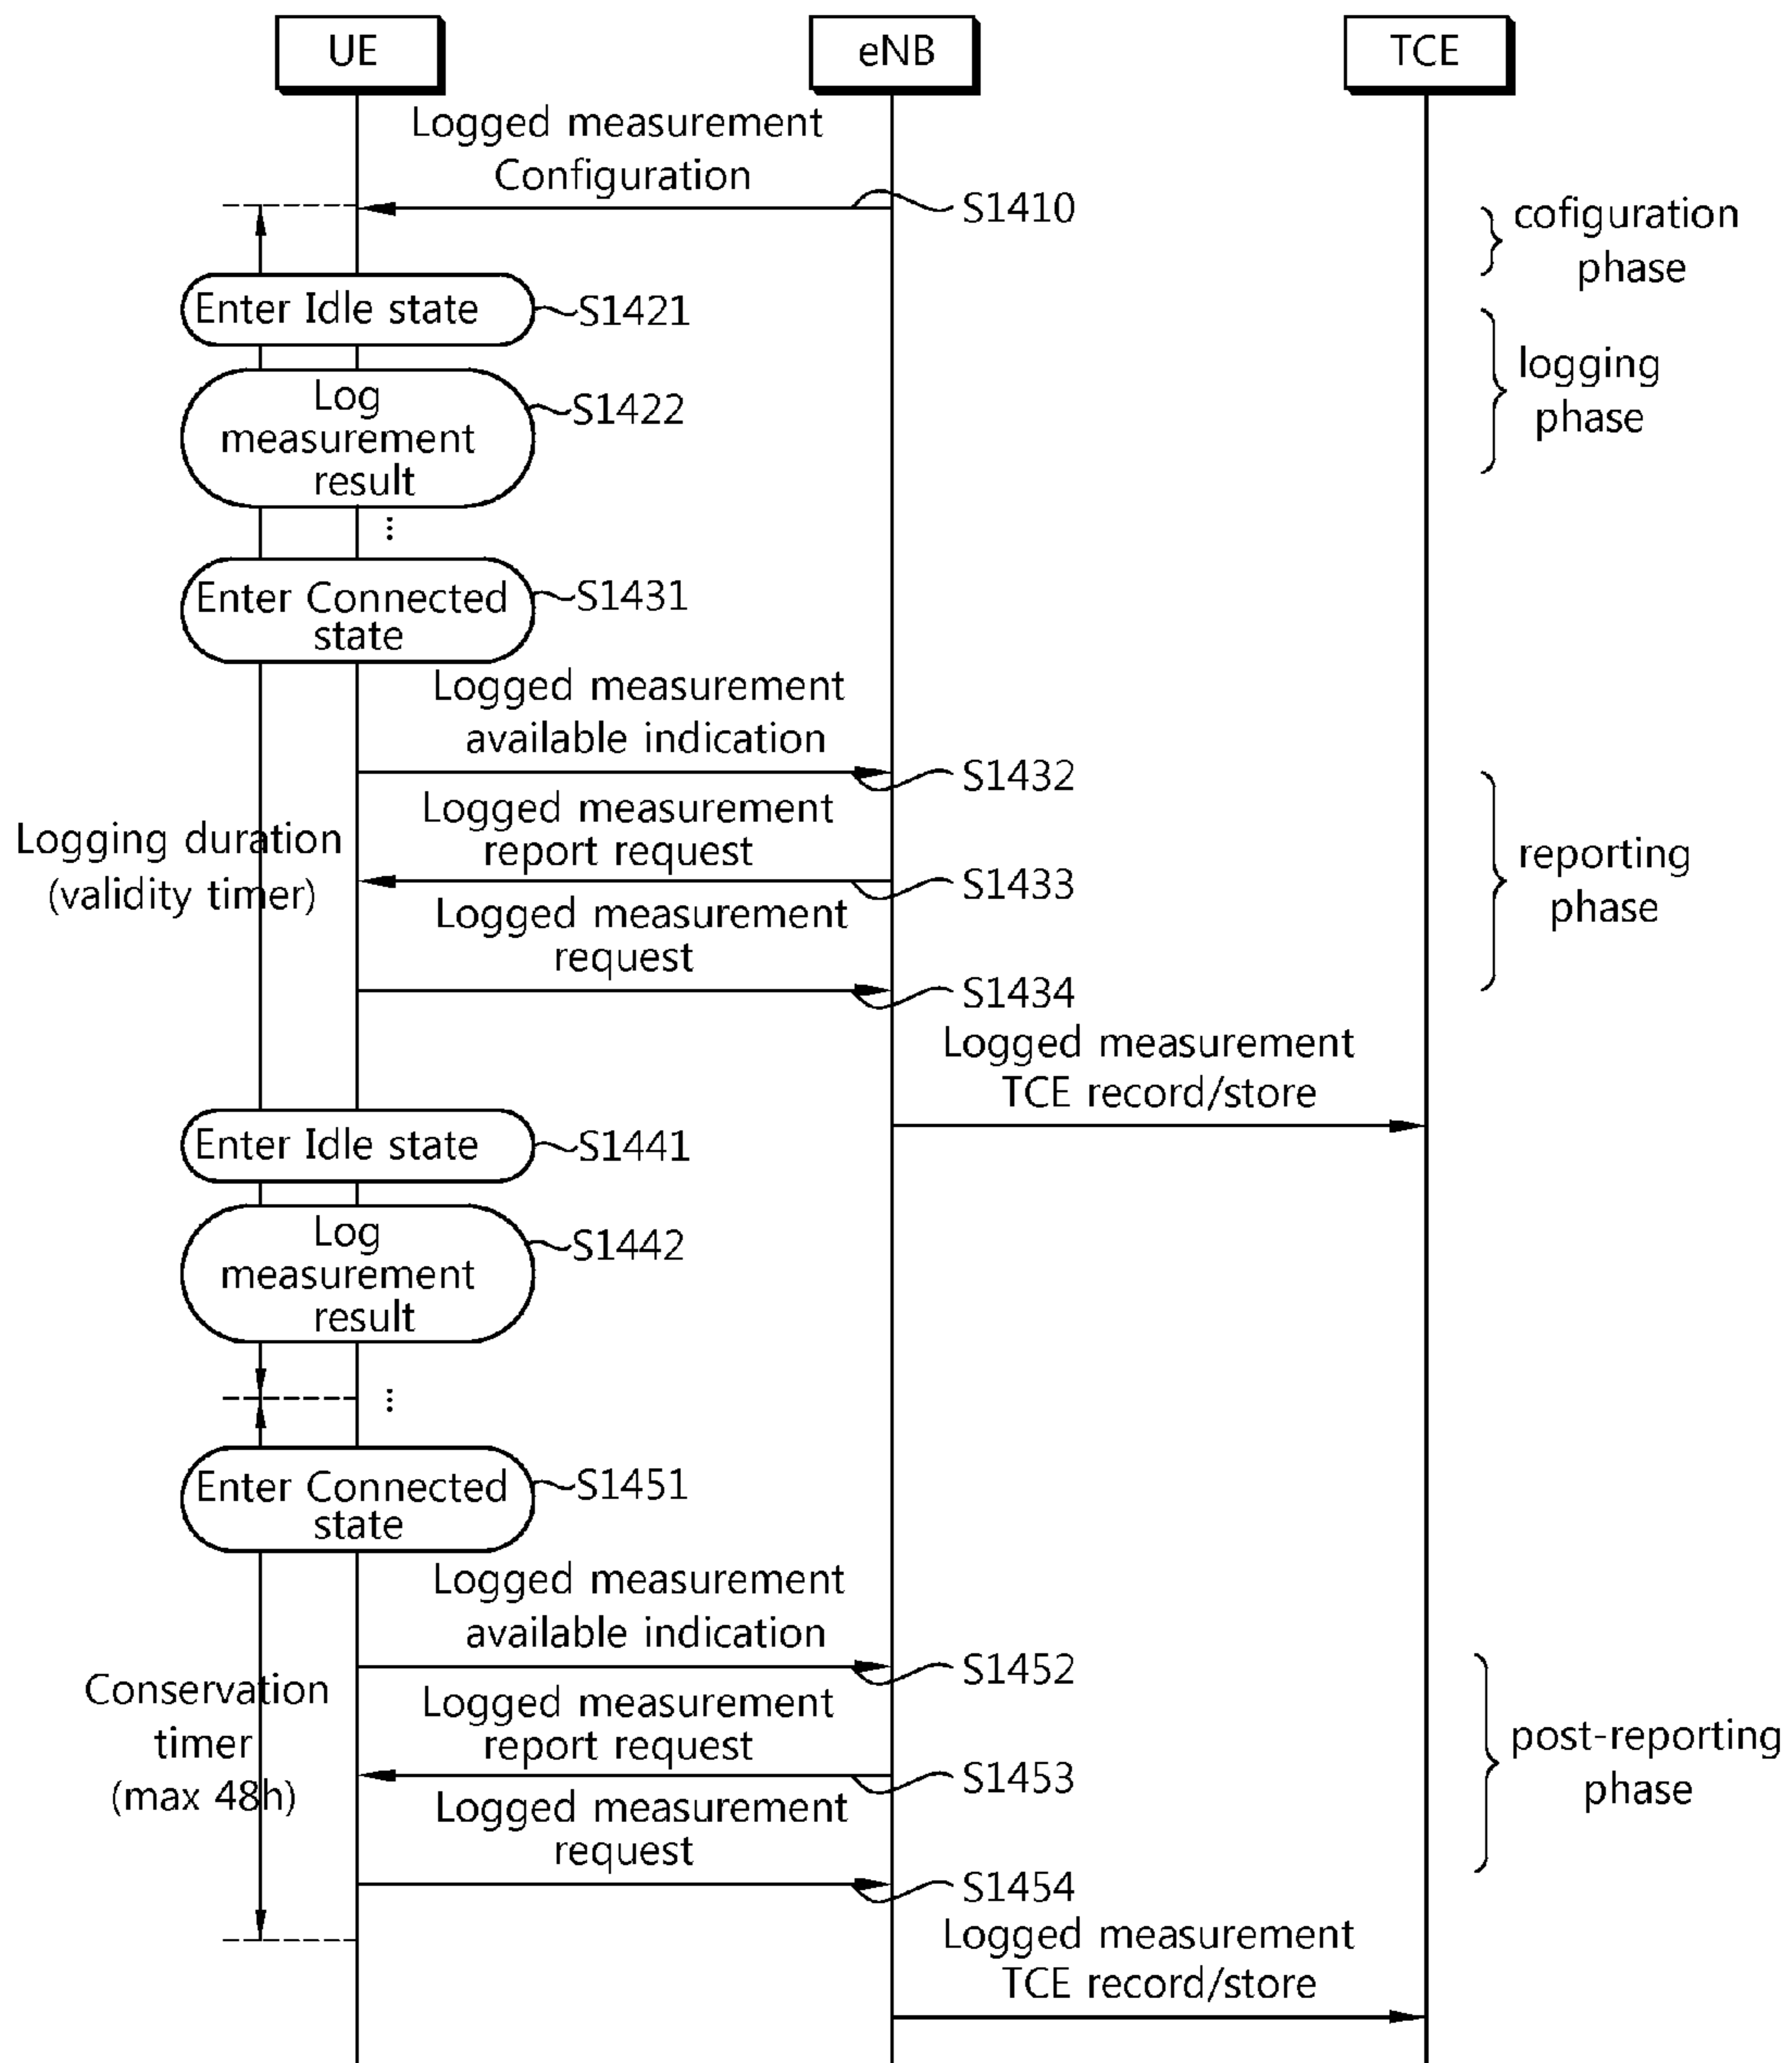 UE
eNB
TCE
Logged measurement
Configuration
S1410
cofiguration
phase
Enter Idle state
S1421
logging
phase
Log
measurement
result
S1422
...
Enter Connected
state
S1431
Logged measurement
available indication
S1432
Logging duration
(validity timer)
Logged measurement
report request
S1433
reporting
phase
Logged measurement
request
S1434
Logged measurement
TCE record/store
Enter Idle state
S1441
Log
measurement
result
S1442
...
Enter Connected
state
S1451
Logged measurement
available indication
S1452
Conservation
timer
(max 48h)
Logged measurement
report request
S1453
post-reporting
phase
Logged measurement
request
S1454
Logged measurement
TCE record/store